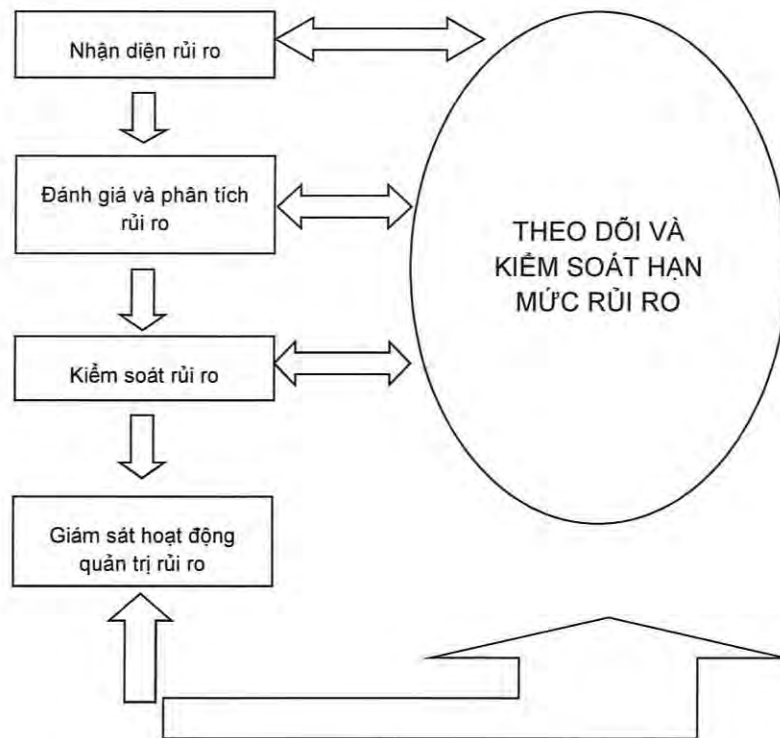 Nhận diện rủi ro
Đánh giá và phân tích
rủi ro
Kiểm soát rủi ro
Giám sát hoạt động
quản trị rủi ro
THEO DÕI VÀ
KIỂM SOÁT HẠN
MỨC RỦI RO